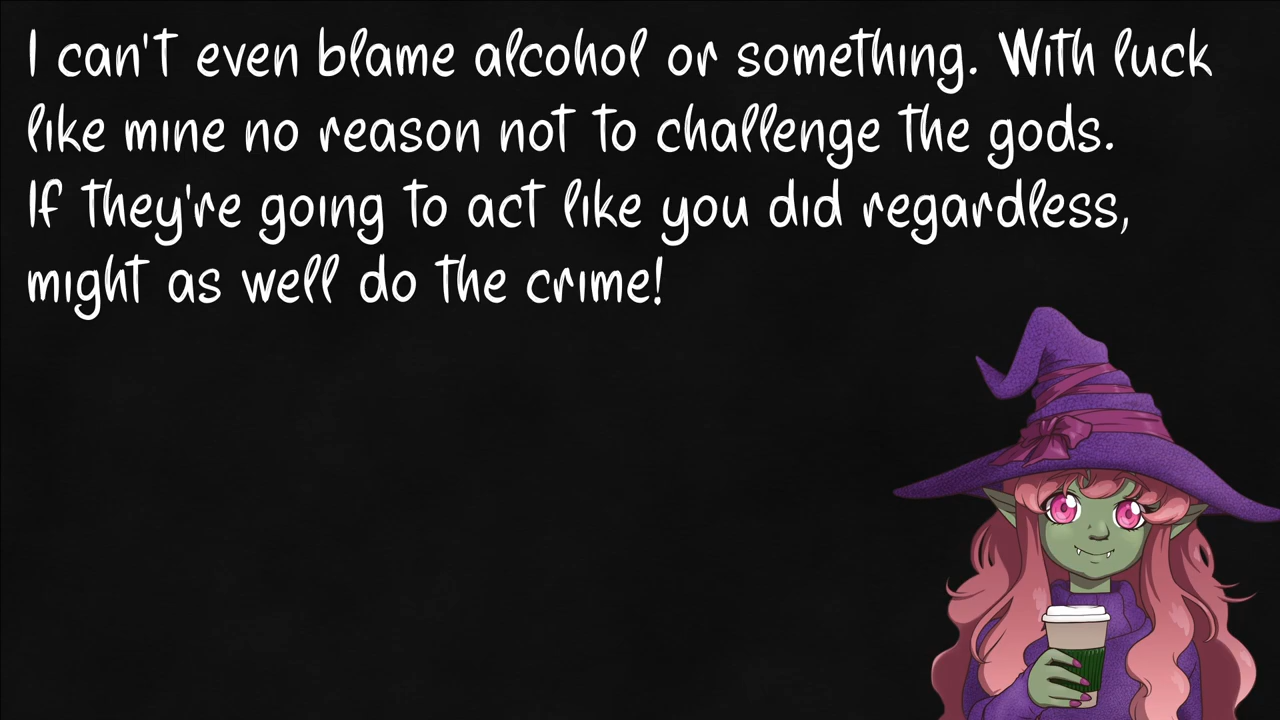 I can't even blame alcohol or something. With luck
like mine no reason not to challenge the gods.
If they're going to act like you did regardless,
might as well do the crime!